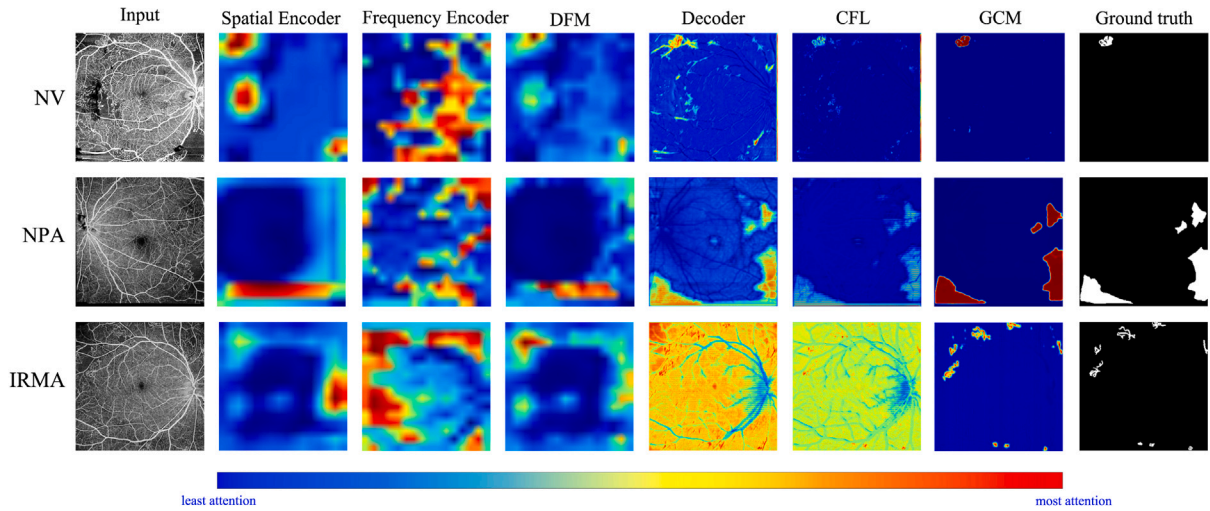 Input Spatial Encoder Frequency Encoder DFM Decoder CFL GCM Ground truth
NV
NPA
IRMA
least attention most attention